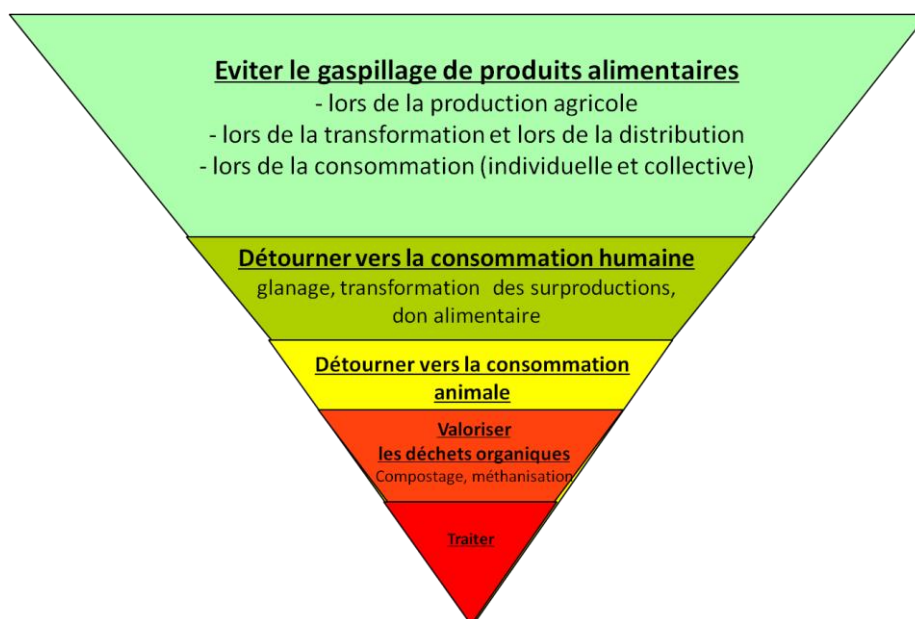 Eviter le gaspillage de produits alimentaires
- lors de la production agricole
- lors de la transformation et lors de la distribution
- lors de la consommation (individuelle et collective)
Détourner vers la consommation humaine
glanage, transformation des surproductions,
don alimentaire
Détourner vers la consommation
animale
Valoriser
les déchets organiques
Compostage, méthanisation
Traiter